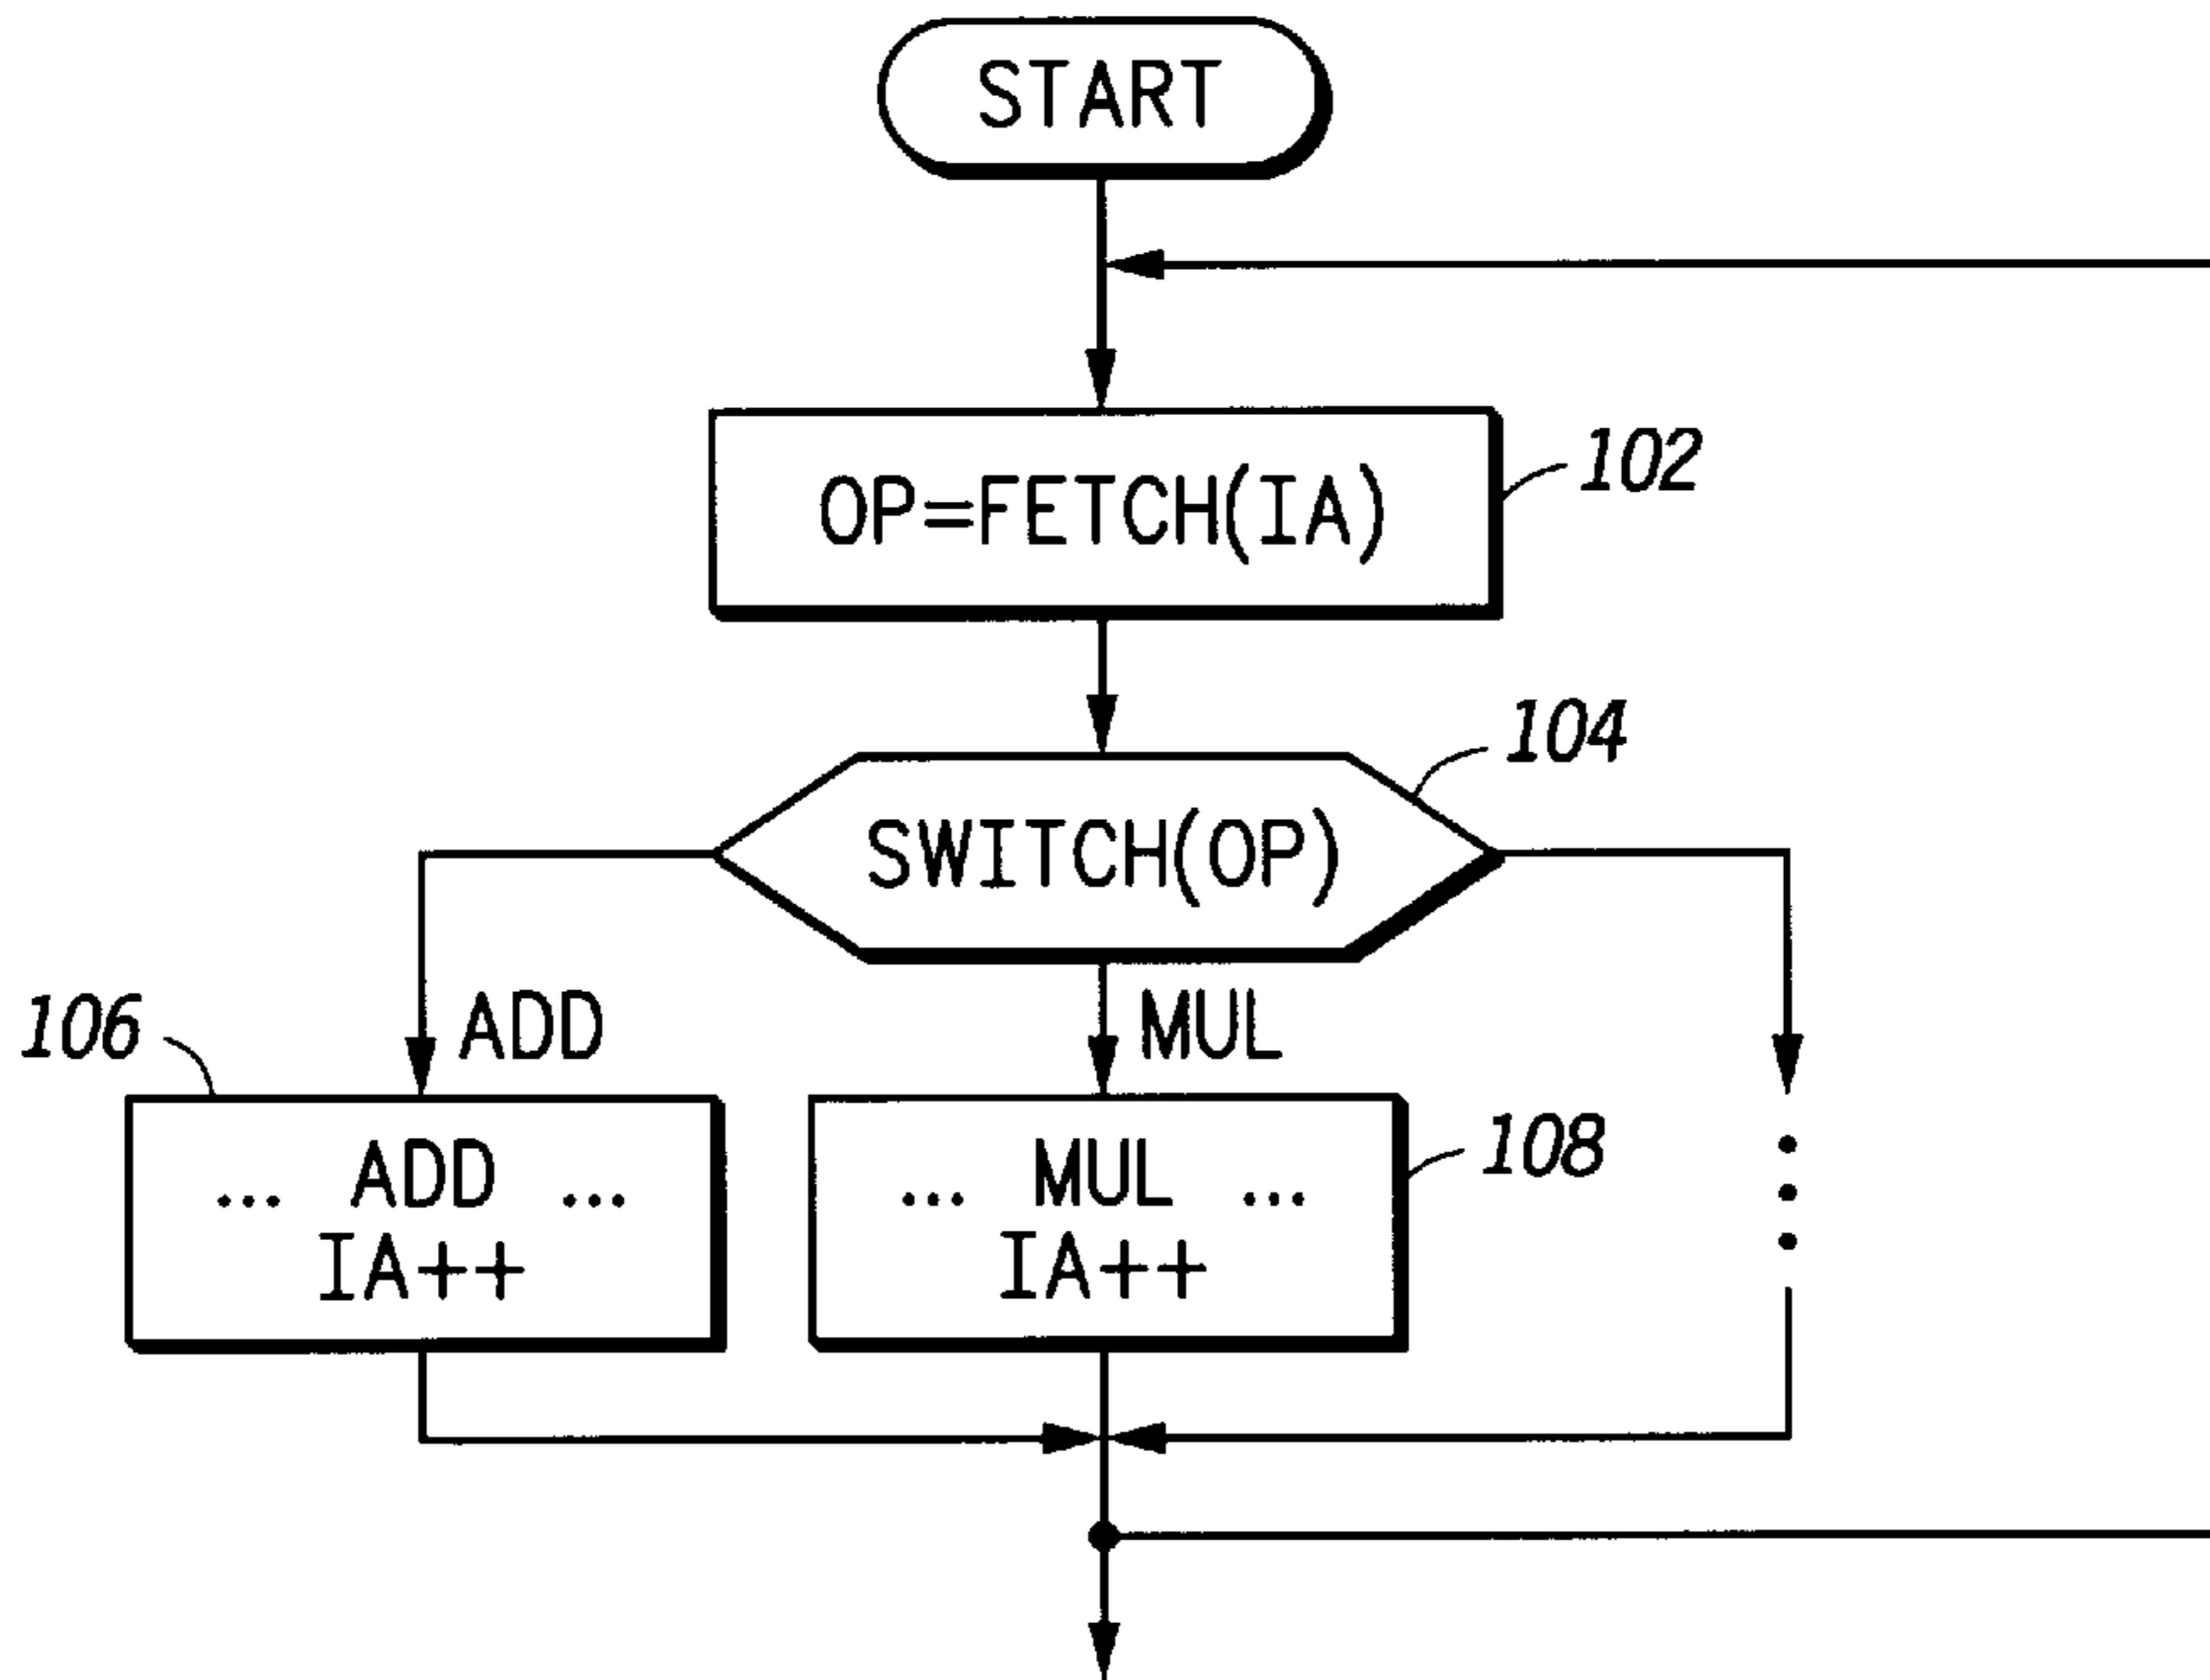 START
OP=FETCH(IA)
102
104
SWITCH(OP)
106
ADD
MUL
... ADD ...
IA++
... MUL ...
IA++
108